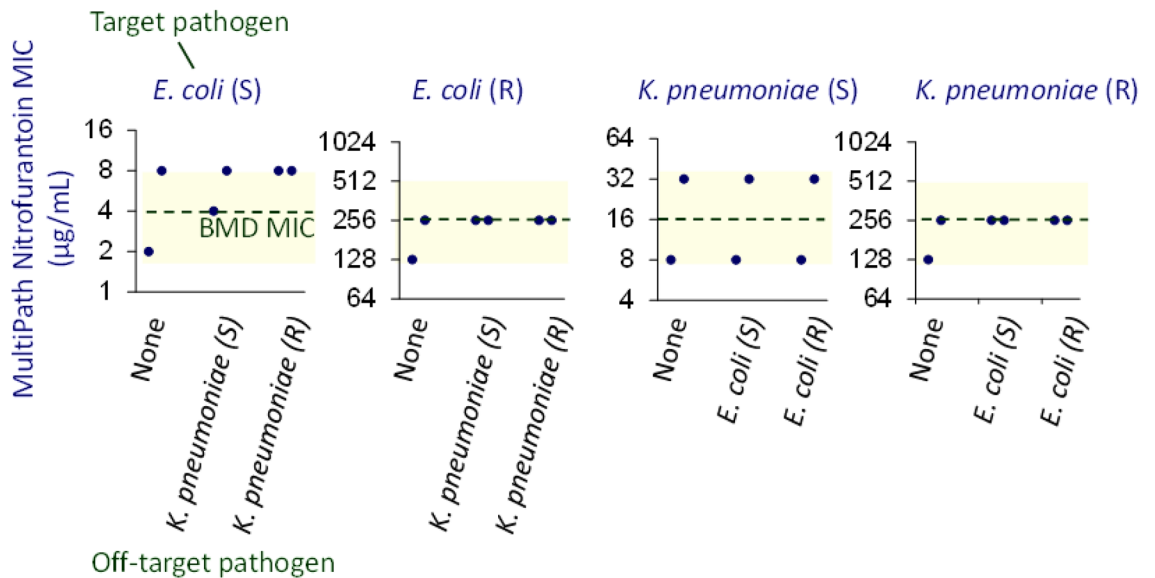 Target pathogen
MultiPath Nitrofurantoin MIC
(µg/mL)
E. coli (S)
16
8
4
2
1
BMD MIC
None
K. pneumoniae (S)
K. pneumoniae (R)
E. coli (R)
1024
512
256
128
64
None
K. pneumoniae (S)
K. pneumoniae (R)
K. pneumoniae (S)
64
32
16
8
4
None
E. coli (S)
E. coli (R)
K. pneumoniae (R)
1024
512
256
128
64
None
E. coli (S)
E. coli (R)
Off-target pathogen